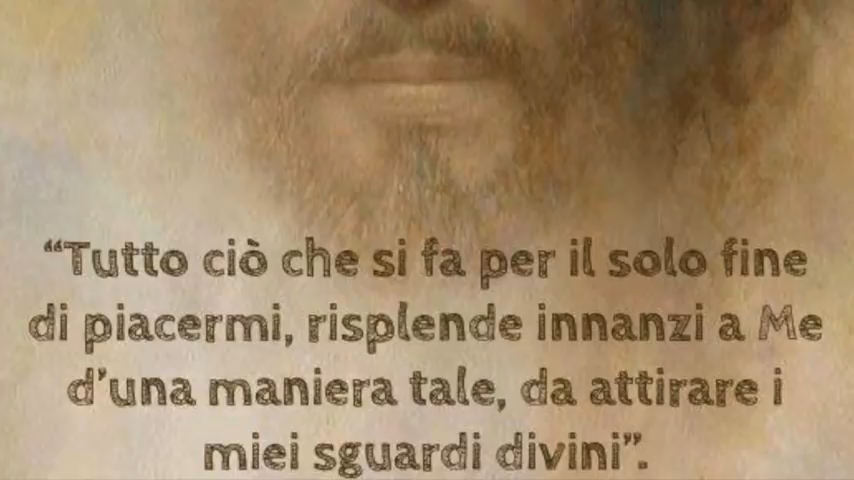 “Tutto ciò che si fa per il solo fine
di piacermi, risplende innanzi a Me
d’una maniera tale, da attirare i
miei sguardi divini”.